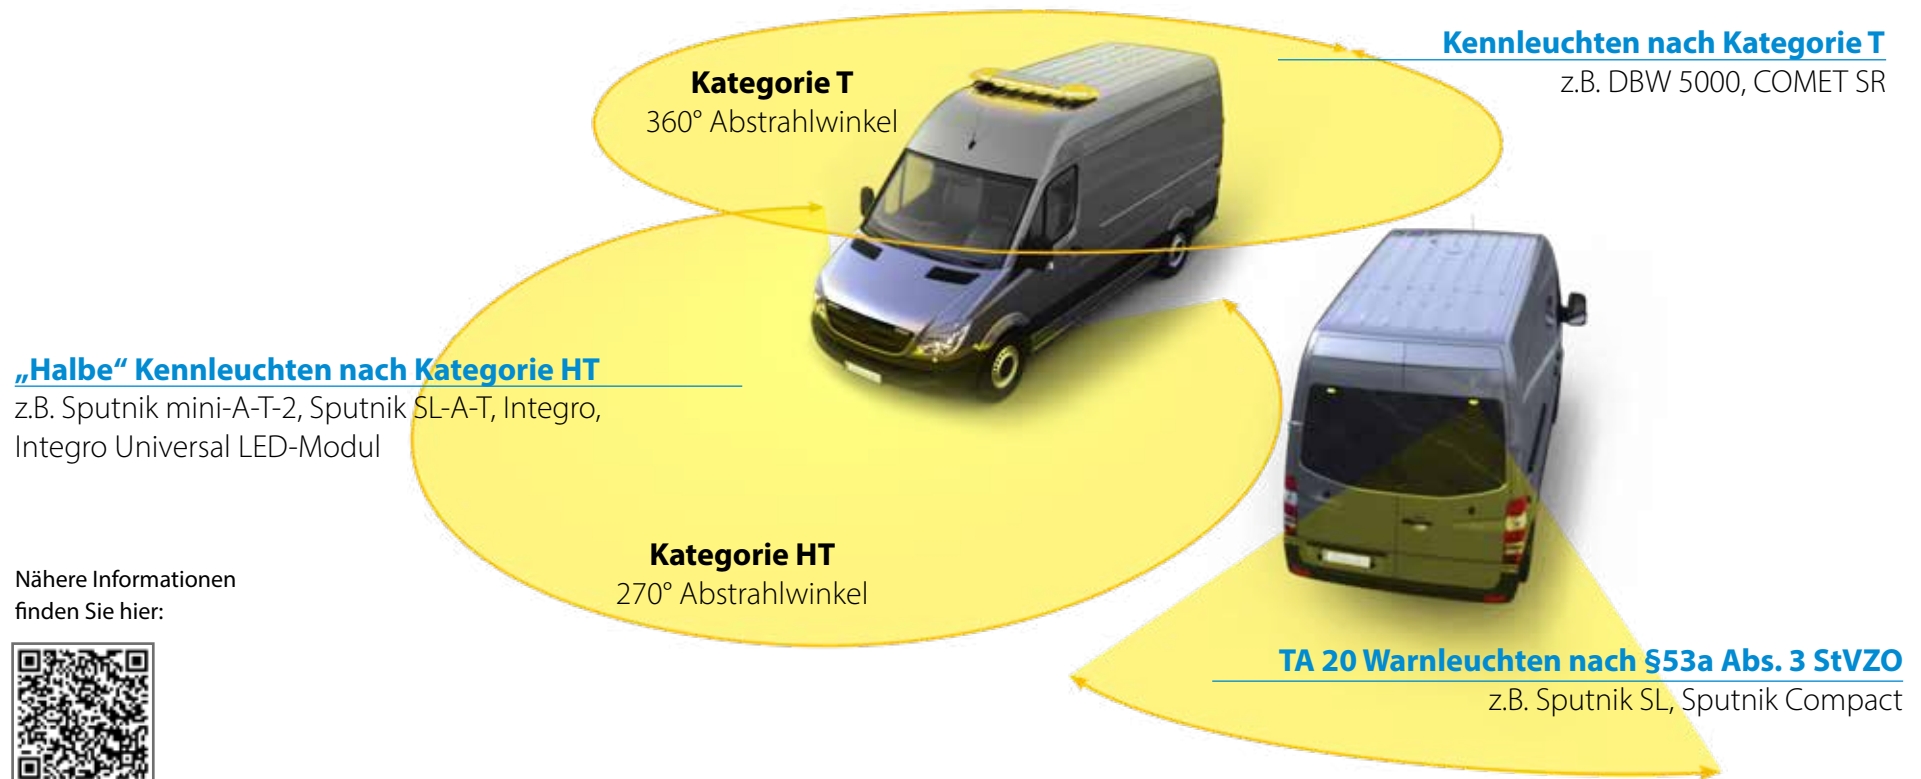 Kennleuchten nach Kategorie T
z.B. DBW 5000, COMET SR
Kategorie T
360° Abstrahlwinkel
„Halbe“ Kennleuchten nach Kategorie HT
z.B. Sputnik mini-A-T-2, Sputnik SL-A-T, Integro,
Integro Universal LED-Modul
Kategorie HT
270° Abstrahlwinkel
Nähere Informationen
finden Sie hier:
TA 20 Warnleuchten nach §53a Abs. 3 StVZO
z.B. Sputnik SL, Sputnik Compact